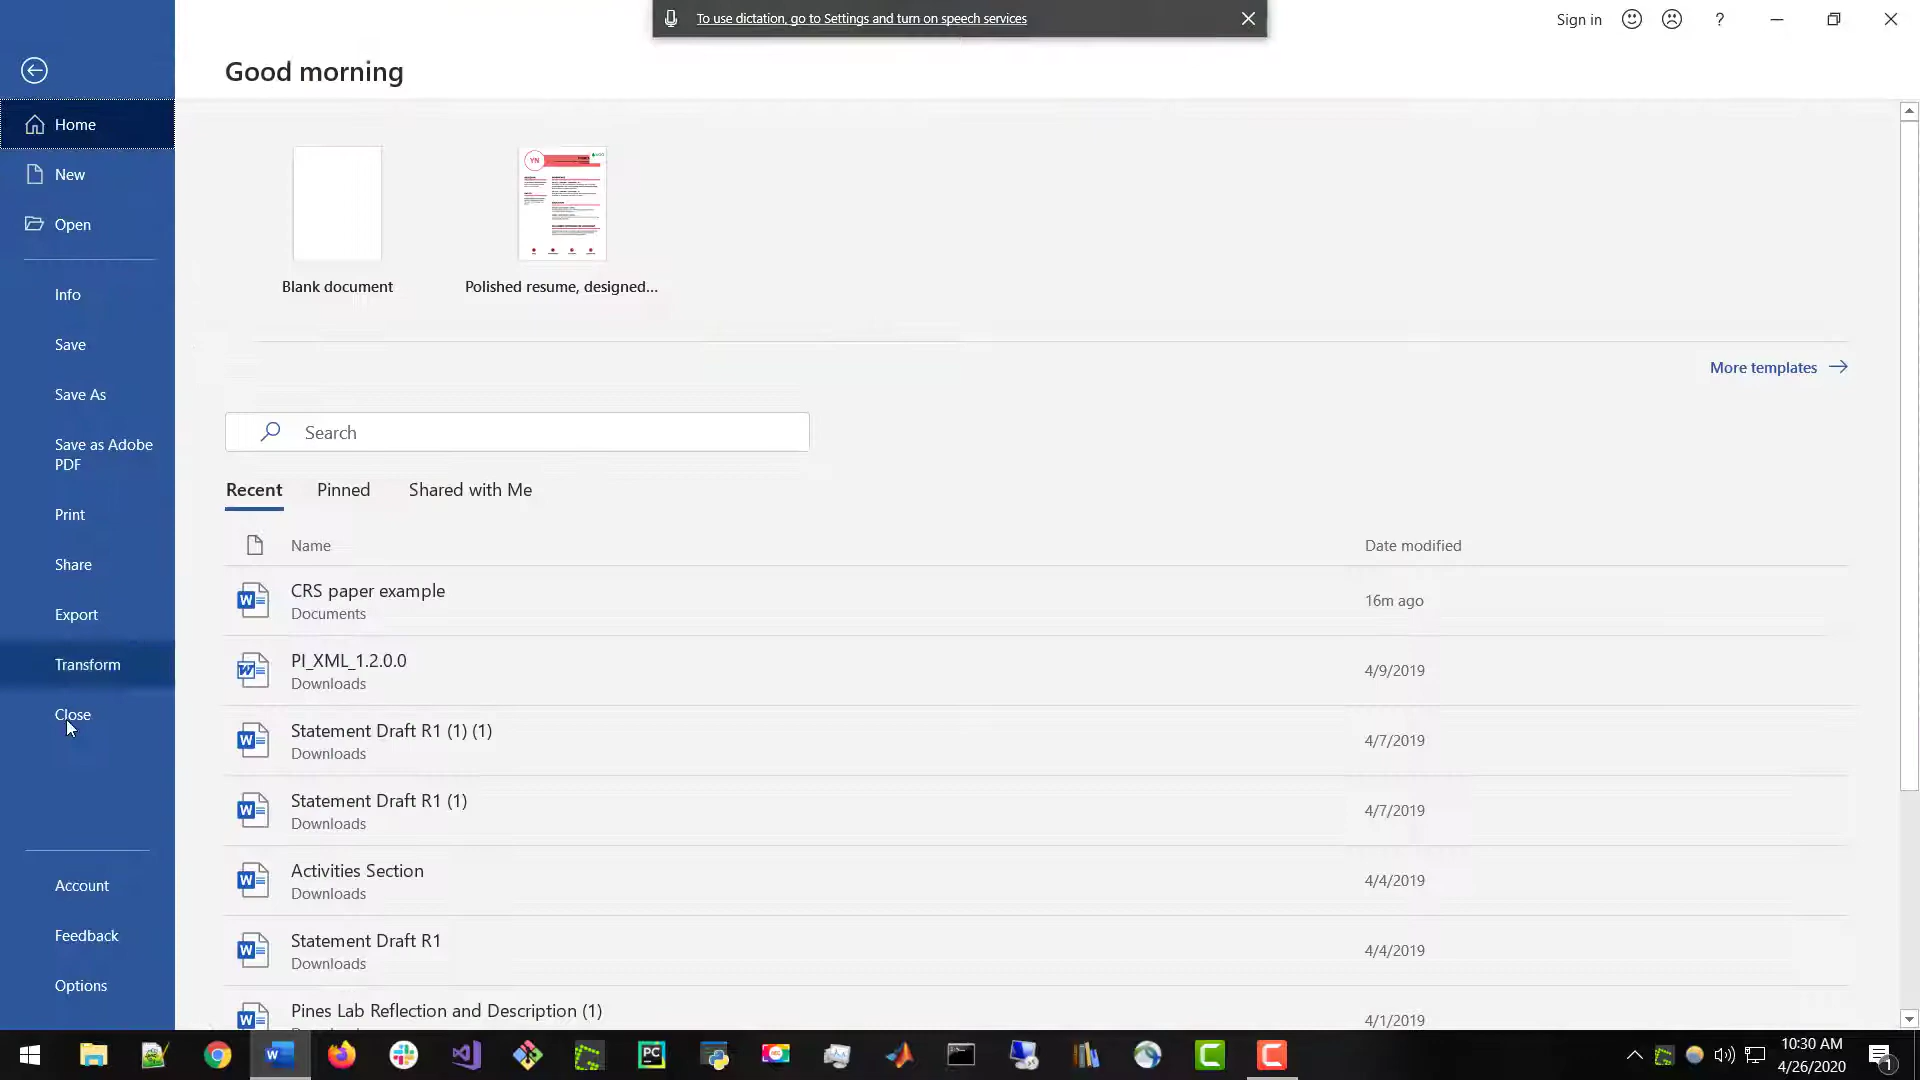 To use dictation, go to Settings and turn on speech services
Sign in
?
Good morning
Home
New
Open
Info
Save
Save As
Save as Adobe
PDF
Print
Share
Export
Transform
Close
Account
Feedback
Options
YN
Blank document
Polished resume, designed...
More templates
Search
Recent Pinned Shared with Me
Name Date modified
CRS paper example
Documents
16m ago
PI_XML_1.2.0.0
Downloads
4/9/2019
Statement Draft R1 (1) (1)
Downloads
4/7/2019
Statement Draft R1 (1)
Downloads
4/7/2019
Activities Section
Downloads
4/4/2019
Statement Draft R1
Downloads
4/4/2019
Pines Lab Reflection and Description (1)
4/1/2019
10:30 AM
4/26/2020
1